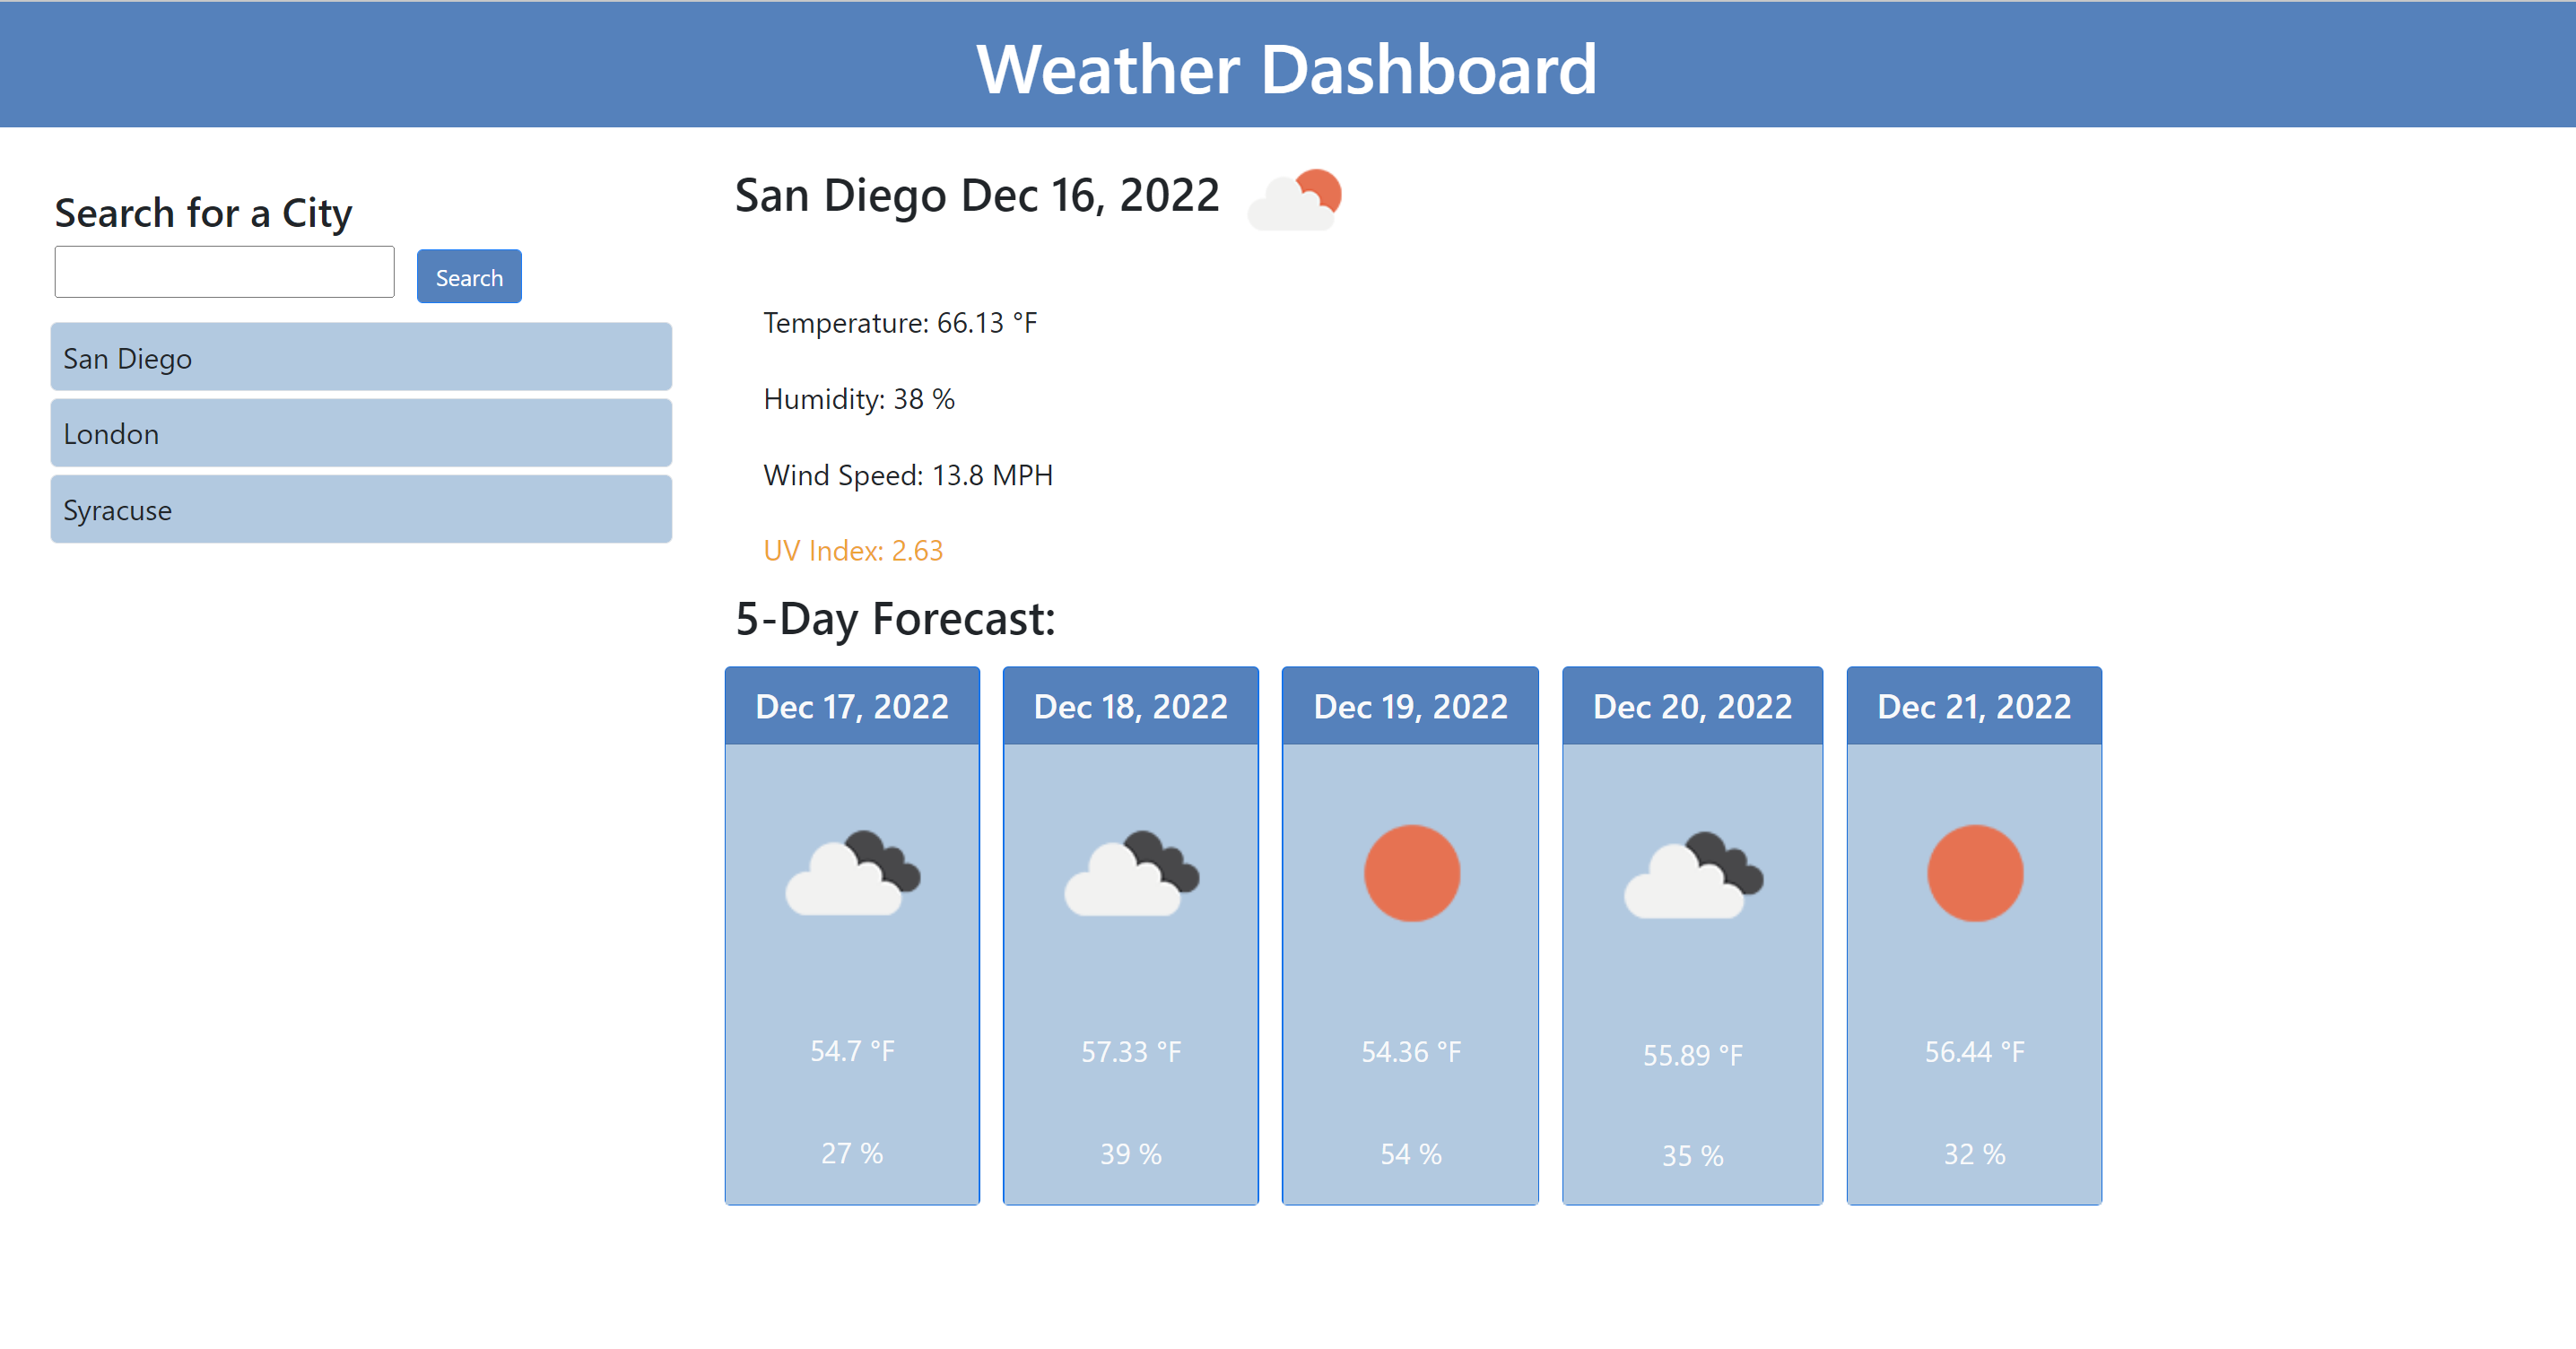 Weather Dashboard
Search for a City
Search
San Diego
London
Syracuse
San Diego Dec 16, 2022
Temperature: 66.13 °F
Humidity: 38 %
Wind Speed: 13.8 MPH
UV Index: 2.63
5-Day Forecast:
Dec 17, 2022
54.7 °F
27 %
Dec 18, 2022
57.33 °F
39 %
Dec 19, 2022
54.36 °F
54 %
Dec 20, 2022
55.89 °F
35 %
Dec 21, 2022
56.44 °F
32 %